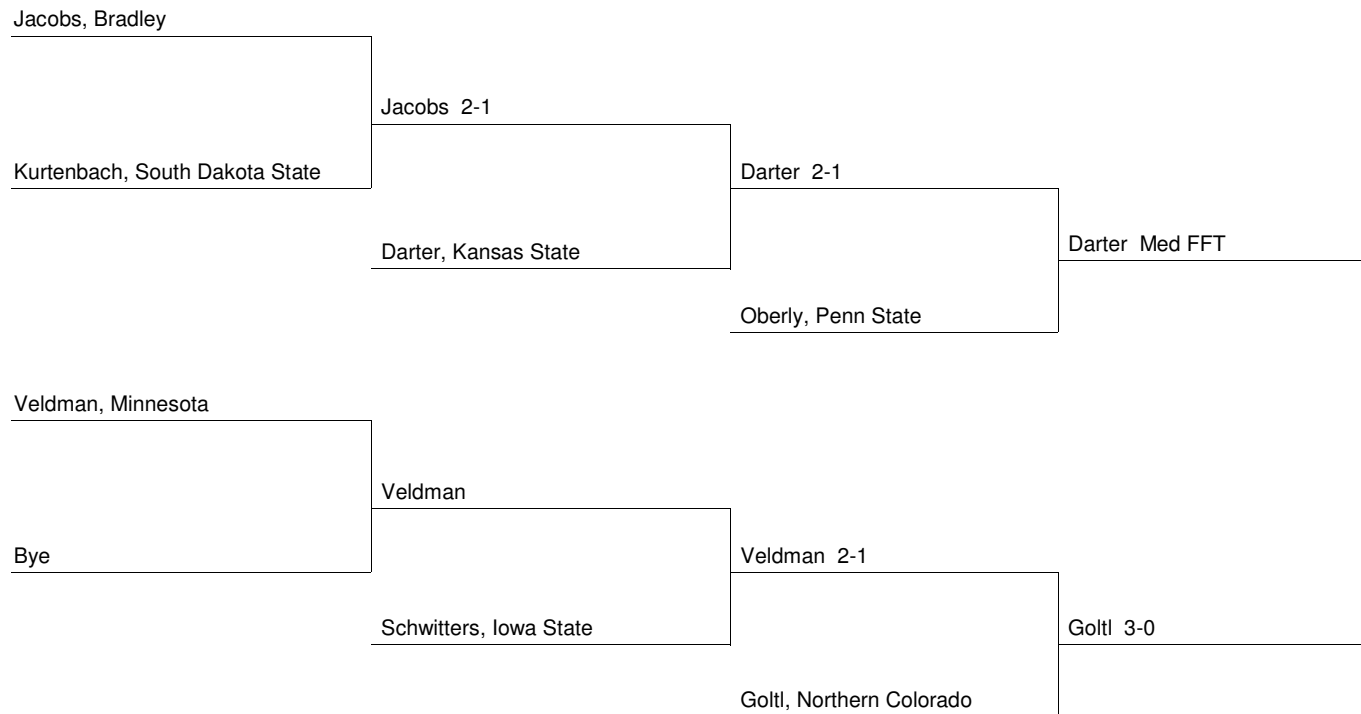 Jacobs, Bradley
Jacobs 2-1
Kurtenbach, South Dakota State
Darter 2-1
Darter, Kansas State
Darter Med FFT
Oberly, Penn State
Veldman, Minnesota
Veldman
Bye
Veldman 2-1
Schwitters, Iowa State
Goltl 3-0
Goltl, Northern Colorado